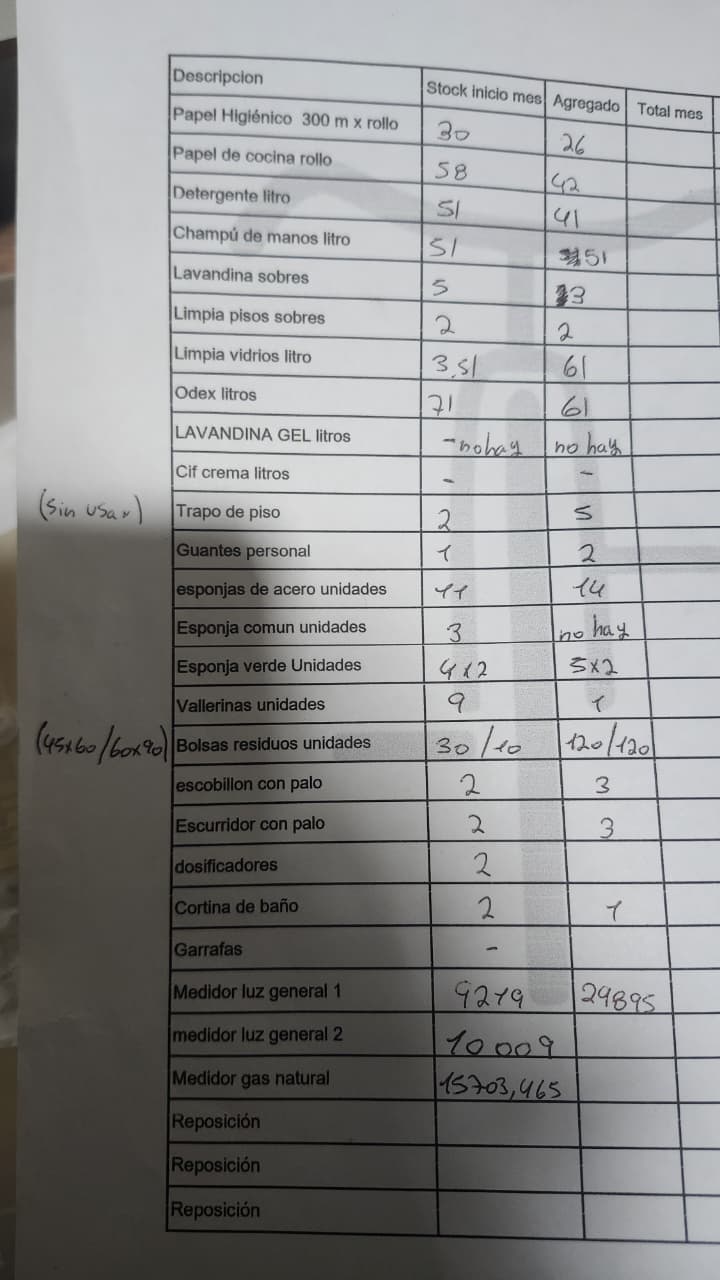 Descripcion Stock inicio mes Agregado Total mes
Papel Higiénico 300 m x rollo 30 26
Papel de cocina rollo 58 42
Detergente litro 5l 4l
Champú de manos litro 5l 5l
Lavandina sobres 5 3
Limpia pisos sobres 2 2
Limpia vidrios litro 3,5l 6l
Odex litros 7l 6l
LAVANDINA GEL litros - no hay no hay
Cif crema litros - -
(sin usar) Trapo de piso 2 5
Guantes personal 1 2
esponjas de acero unidades 11 14
Esponja comun unidades 3 no hay
Esponja verde Unidades 4x2 5x2
Vallerinas unidades 9 1
(45x60/60x90) Bolsas residuos unidades 30/10 120/120
escobillon con palo 2 3
Escurridor con palo 2 3
dosificadores 2
Cortina de baño 2 1
Garrafas -
Medidor luz general 1 9219 29895
medidor luz general 2 10009
Medidor gas natural 15703,465
Reposición
Reposición
Reposición